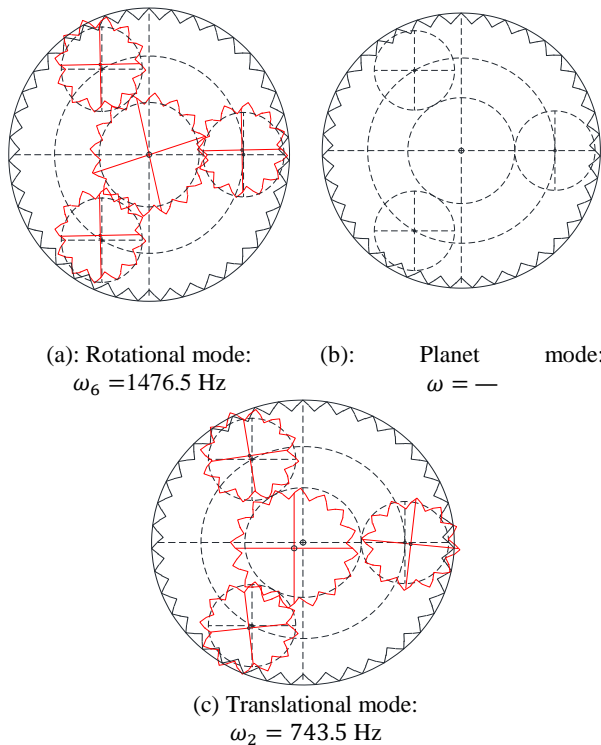 (a): Rotational mode:
𝜔₆ =1476.5 Hz
(b): Planet mode:
𝜔 = —
(c) Translational mode:
𝜔₂ = 743.5 Hz